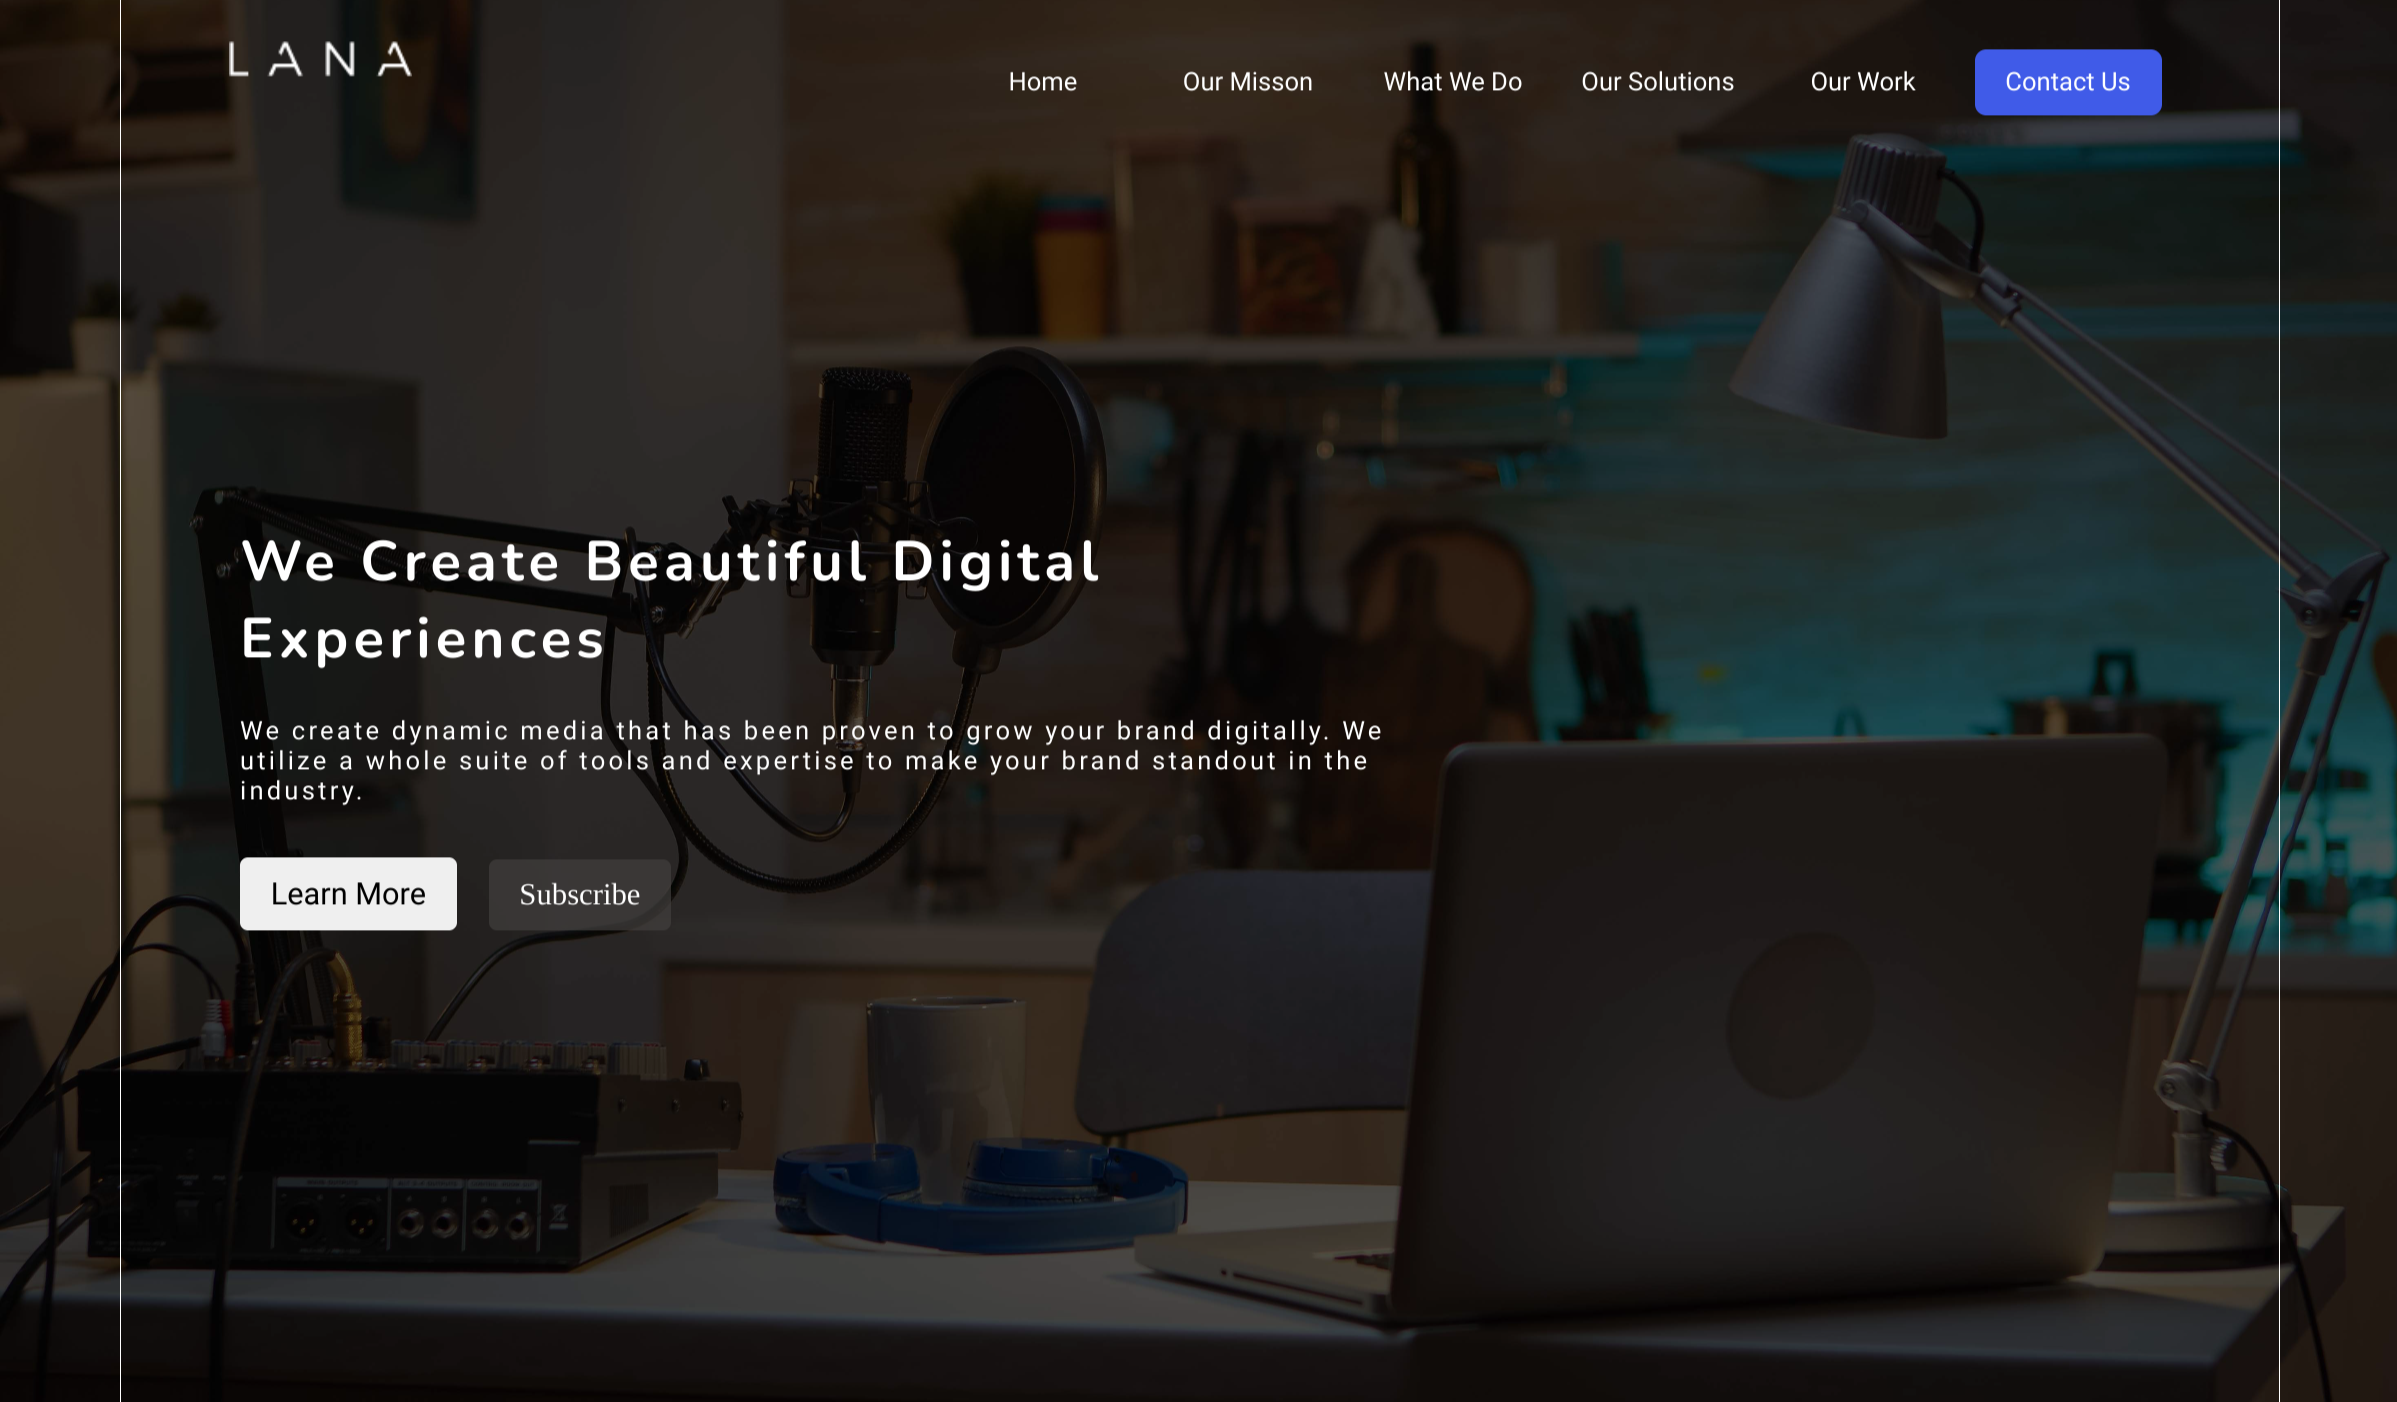 LANA
Home Our Misson What We Do Our Solutions Our Work Contact Us
We Create Beautiful Digital
Experiences
We create dynamic media that has been proven to grow your brand digitally. We
utilize a whole suite of tools and expertise to make your brand standout in the
industry.
Learn More Subscribe